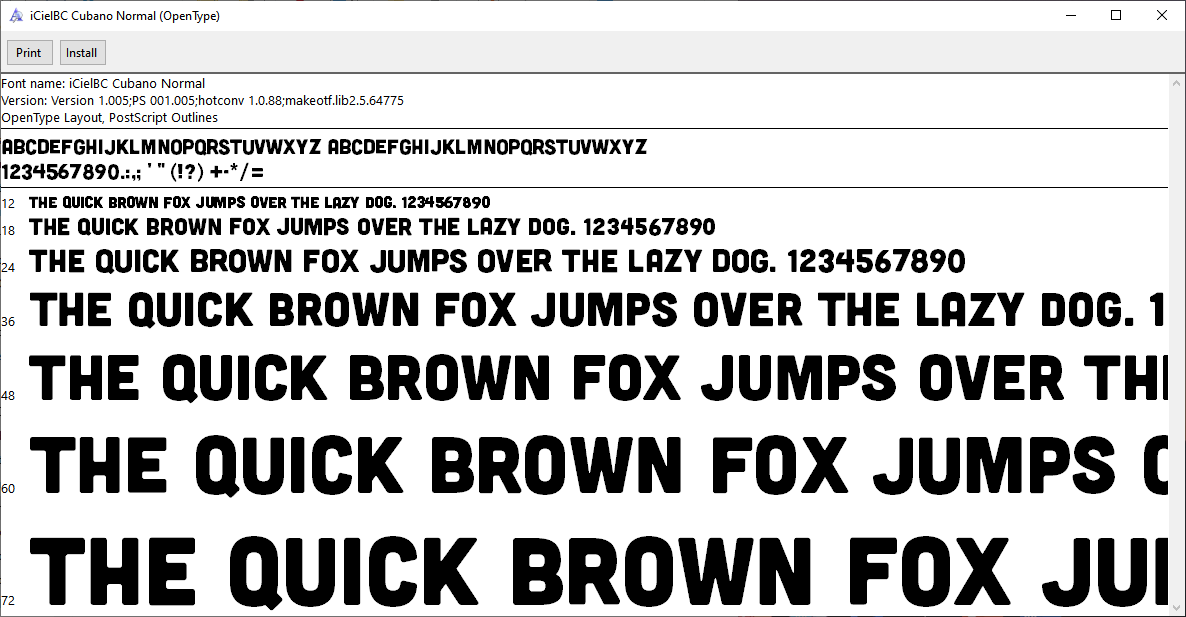 iCielBC Cubano Normal (OpenType)
Print Install
Font name: iCielBC Cubano Normal
Version: Version 1.005;PS 001.005;hotconv 1.0.88;makeotf.lib2.5.64775
OpenType Layout, PostScript Outlines
ABCDEFGHIJKLMNOPQRSTUVWXYZ ABCDEFGHIJKLMNOPQRSTUVWXYZ
1234567890.:,; ' " (!?) +-*/=
12 THE QUICK BROWN FOX JUMPS OVER THE LAZY DOG. 1234567890
18 THE QUICK BROWN FOX JUMPS OVER THE LAZY DOG. 1234567890
24 THE QUICK BROWN FOX JUMPS OVER THE LAZY DOG. 1234567890
36 THE QUICK BROWN FOX JUMPS OVER THE LAZY DOG. 1
48 THE QUICK BROWN FOX JUMPS OVER TH
60 THE QUICK BROWN FOX JUMPS
72 THE QUICK BROWN FOX JU